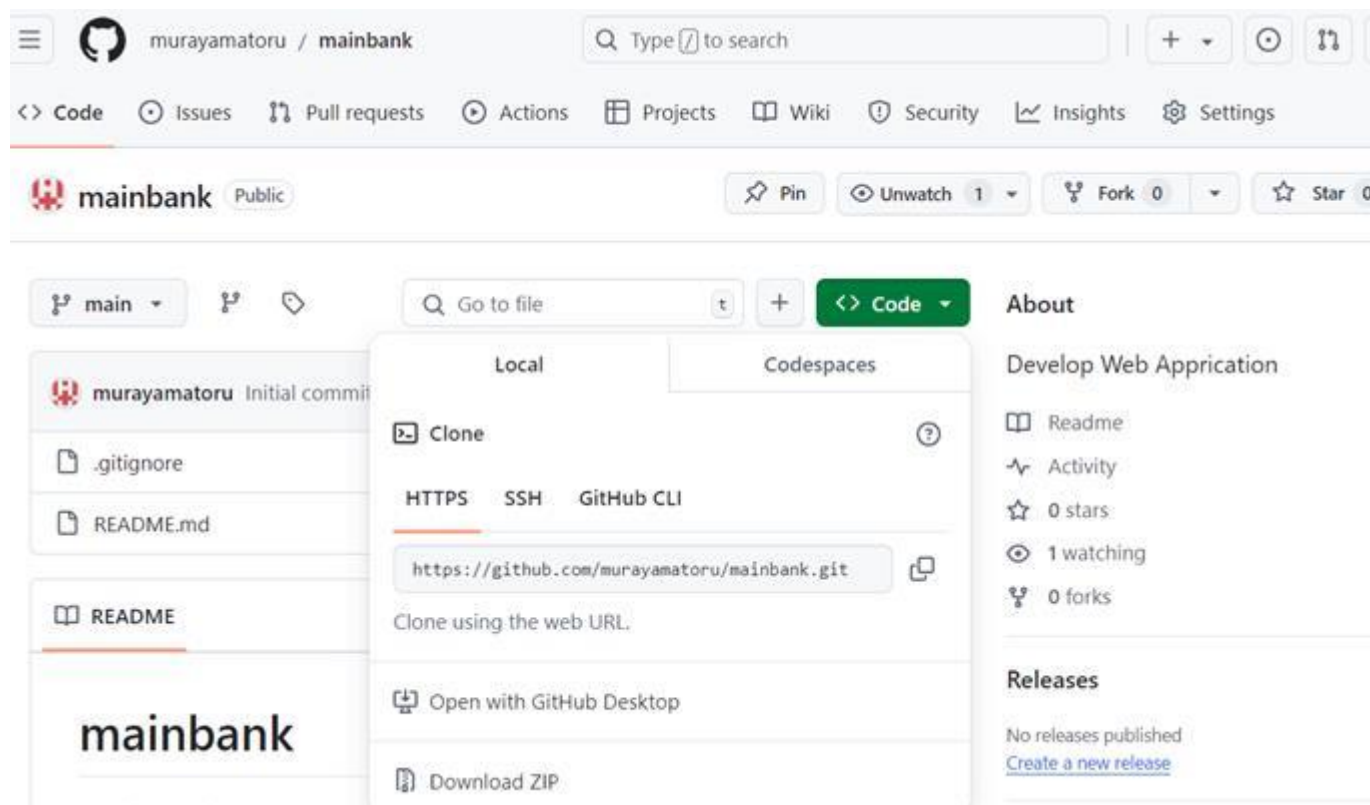 murayamatoru / mainbank
Type / to search
Code Issues Pull requests Actions Projects Wiki Security Insights Settings
mainbank Public
Pin Unwatch 1 Fork 0 Star 0
main Go to file t Code
About
Local Codespaces
Develop Web Apprication
murayamatoru Initial commit
Clone
Readme
.gitignore
Activity
HTTPS SSH GitHub CLI
0 stars
README.md
1 watching
https://github.com/murayamatoru/mainbank.git
0 forks
README
Clone using the web URL.
Releases
Open with GitHub Desktop
mainbank
No releases published
Create a new release
Download ZIP